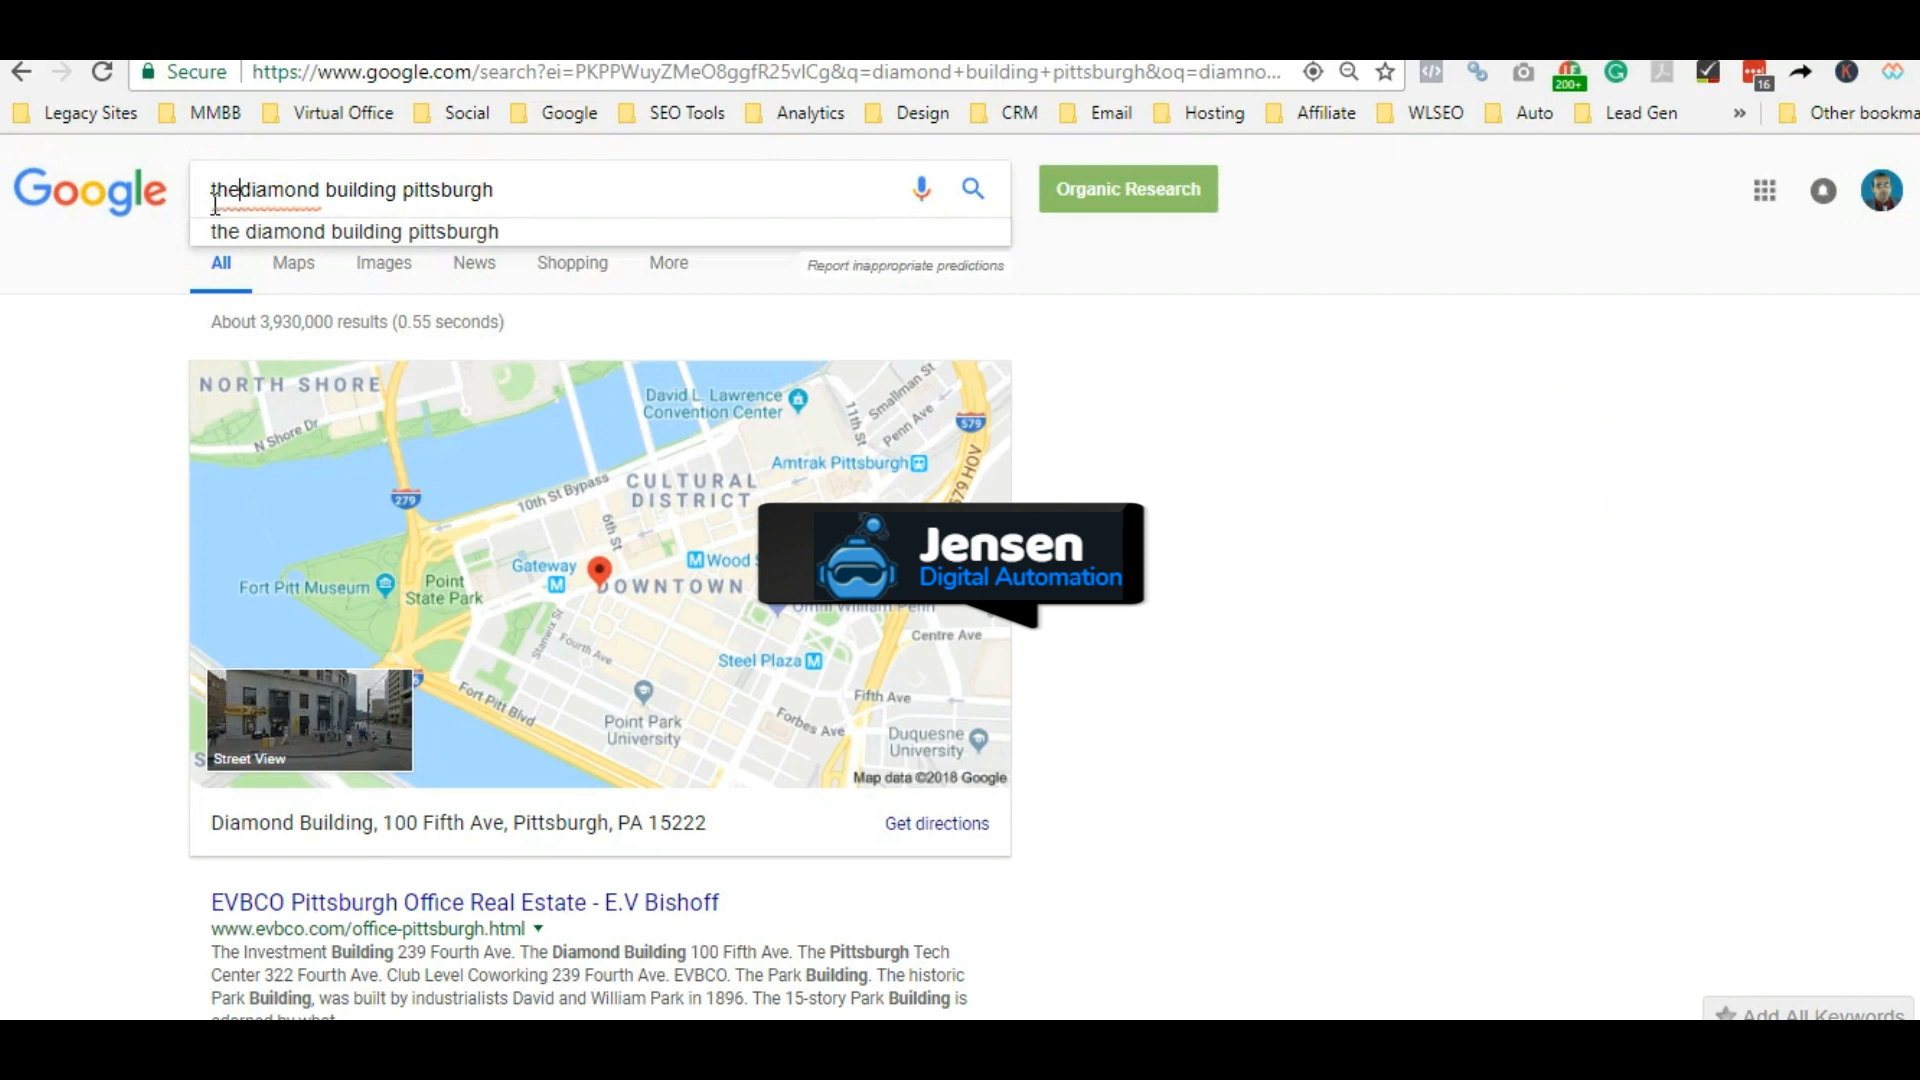 Secure https://www.google.com/search?ei=PKPPWuyZMeO8ggfR25vlCg&q=diamond+building+pittsburgh&oq=diamno...
200+
16
K
Legacy Sites MMBB Virtual Office Social Google SEO Tools Analytics Design CRM Email Hosting Affiliate WLSEO Auto Lead Gen » Other bookma
Google
thediamond building pittsburgh
Organic Research
the diamond building pittsburgh
All Maps Images News Shopping More
Report inappropriate predictions
About 3,930,000 results (0.55 seconds)
NORTH SHORE
N Shore Dr
David L. Lawrence
Convention Center
11th St
Smallman St
Penn Ave
579
Amtrak Pittsburgh
579 HOV
279
10th St Bypass
CULTURAL
DISTRICT
6th St
Gateway
M
M Wood
DOWNTOWN
Fort Pitt Museum
Point
State Park
Jensen
Digital Automation
Omni William Penn
Centre Ave
Stanwix St
Fourth Ave
Steel Plaza M
Fort Pitt Blvd
Fifth Ave
Point Park
University
Forbes Ave
Duquesne
University
Street View
Map data ©2018 Google
Diamond Building, 100 Fifth Ave, Pittsburgh, PA 15222
Get directions
EVBCO Pittsburgh Office Real Estate - E.V Bishoff
www.evbco.com/office-pittsburgh.html
The Investment Building 239 Fourth Ave. The Diamond Building 100 Fifth Ave. The Pittsburgh Tech
Center 322 Fourth Ave. Club Level Coworking 239 Fourth Ave. EVBCO. The Park Building. The historic
Park Building, was built by industrialists David and William Park in 1896. The 15-story Park Building is
adorned by what
Add All Keywords